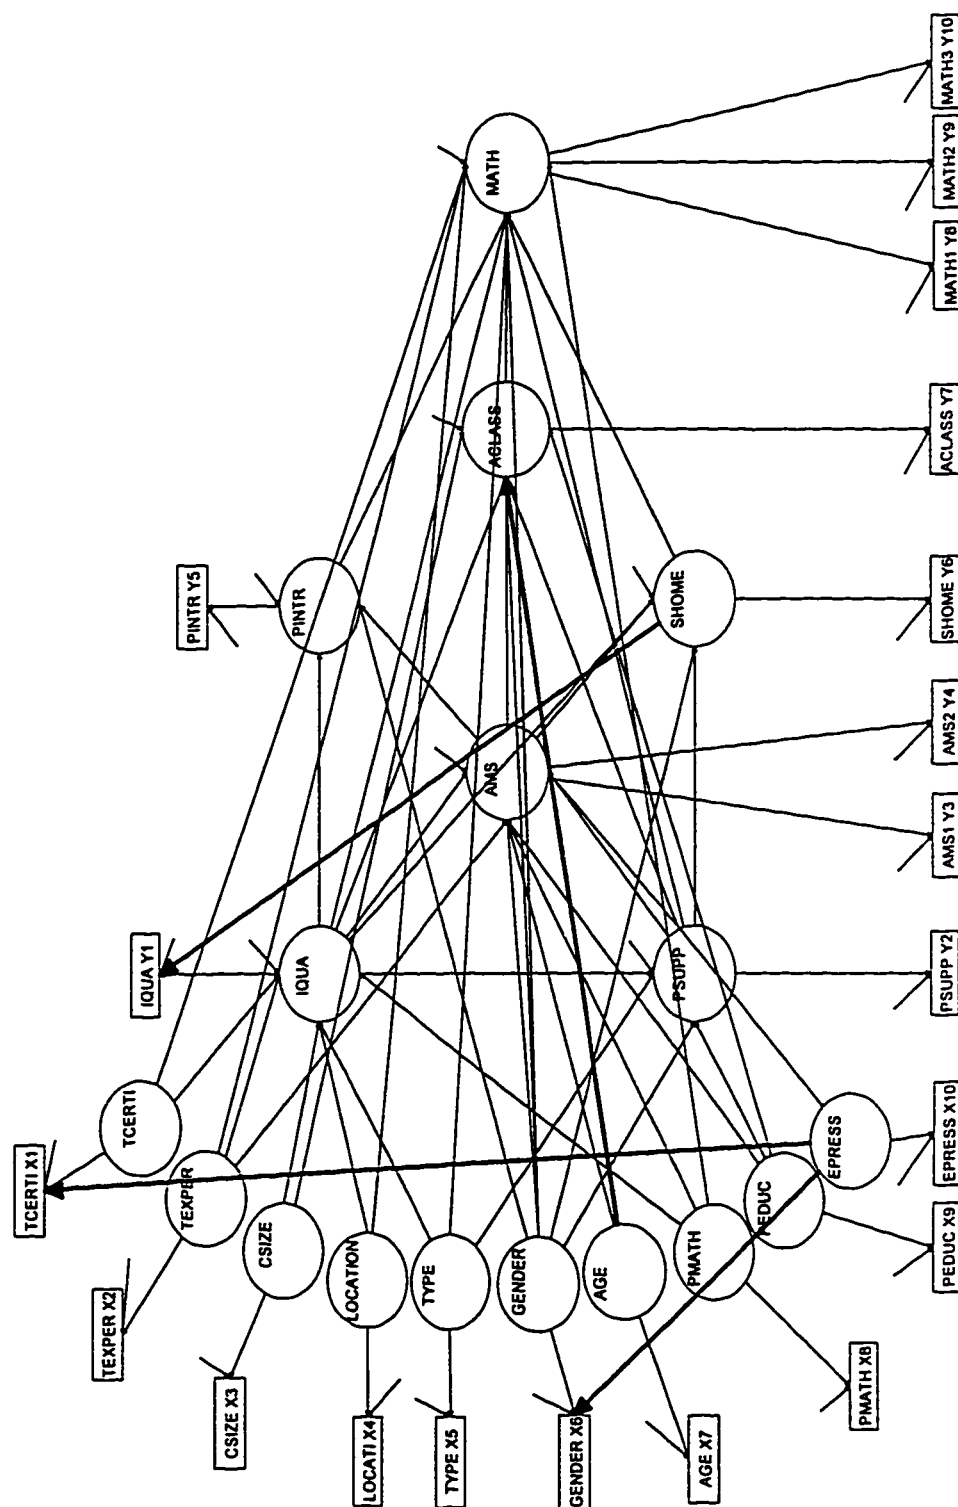 TCERTI X1
TEXPER X2
CSIZE X3
LOCATI X4
TYPE X5
GENDER X6
AGE X7
PMATH X8
PEDUC X9
EPRESS X10
TCERTI
TEXPER
CSIZE
LOCATION
TYPE
GENDER
AGE
PMATH
EPRESS
IQUA Y1
IQUA
PSUPP
PSUPP Y2
AMS
AMS1 Y3
AMS2 Y4
PINTR Y5
PINTR
SHOME
SHOME Y6
ACLASS
ACLASS Y7
MATH
MATH1 Y8
MATH2 Y9
MATH3 Y10